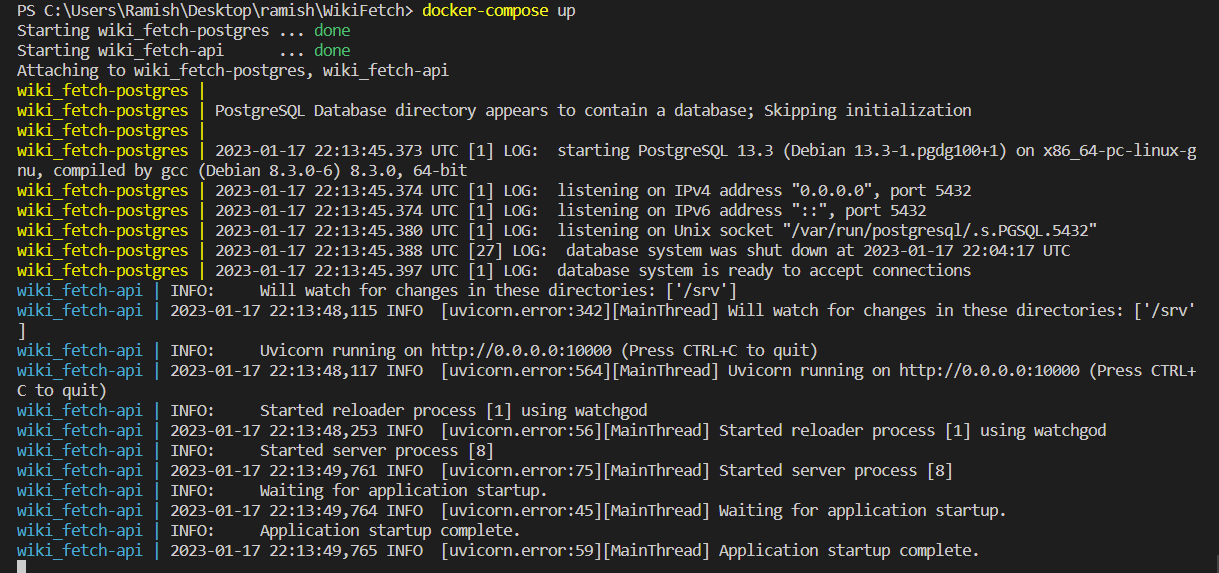 PS C:\Users\Ramish\Desktop\ramish\WikiFetch> docker-compose up
Starting wiki_fetch-postgres ... done
Starting wiki_fetch-api      ... done
Attaching to wiki_fetch-postgres, wiki_fetch-api
wiki_fetch-postgres |
wiki_fetch-postgres | PostgreSQL Database directory appears to contain a database; Skipping initialization
wiki_fetch-postgres |
wiki_fetch-postgres | 2023-01-17 22:13:45.373 UTC [1] LOG:  starting PostgreSQL 13.3 (Debian 13.3-1.pgdg100+1) on x86_64-pc-linux-g
nu, compiled by gcc (Debian 8.3.0-6) 8.3.0, 64-bit
wiki_fetch-postgres | 2023-01-17 22:13:45.374 UTC [1] LOG:  listening on IPv4 address "0.0.0.0", port 5432
wiki_fetch-postgres | 2023-01-17 22:13:45.374 UTC [1] LOG:  listening on IPv6 address "::", port 5432
wiki_fetch-postgres | 2023-01-17 22:13:45.380 UTC [1] LOG:  listening on Unix socket "/var/run/postgresql/.s.PGSQL.5432"
wiki_fetch-postgres | 2023-01-17 22:13:45.388 UTC [27] LOG:  database system was shut down at 2023-01-17 22:04:17 UTC
wiki_fetch-postgres | 2023-01-17 22:13:45.397 UTC [1] LOG:  database system is ready to accept connections
wiki_fetch-api | INFO:     Will watch for changes in these directories: ['/srv']
wiki_fetch-api | 2023-01-17 22:13:48,115 INFO  [uvicorn.error:342][MainThread] Will watch for changes in these directories: ['/srv'
]
wiki_fetch-api | INFO:     Uvicorn running on http://0.0.0.0:10000 (Press CTRL+C to quit)
wiki_fetch-api | 2023-01-17 22:13:48,117 INFO  [uvicorn.error:564][MainThread] Uvicorn running on http://0.0.0.0:10000 (Press CTRL+
C to quit)
wiki_fetch-api | INFO:     Started reloader process [1] using watchgod
wiki_fetch-api | 2023-01-17 22:13:48,253 INFO  [uvicorn.error:56][MainThread] Started reloader process [1] using watchgod
wiki_fetch-api | INFO:     Started server process [8]
wiki_fetch-api | 2023-01-17 22:13:49,761 INFO  [uvicorn.error:75][MainThread] Started server process [8]
wiki_fetch-api | INFO:     Waiting for application startup.
wiki_fetch-api | 2023-01-17 22:13:49,764 INFO  [uvicorn.error:45][MainThread] Waiting for application startup.
wiki_fetch-api | INFO:     Application startup complete.
wiki_fetch-api | 2023-01-17 22:13:49,765 INFO  [uvicorn.error:59][MainThread] Application startup complete.